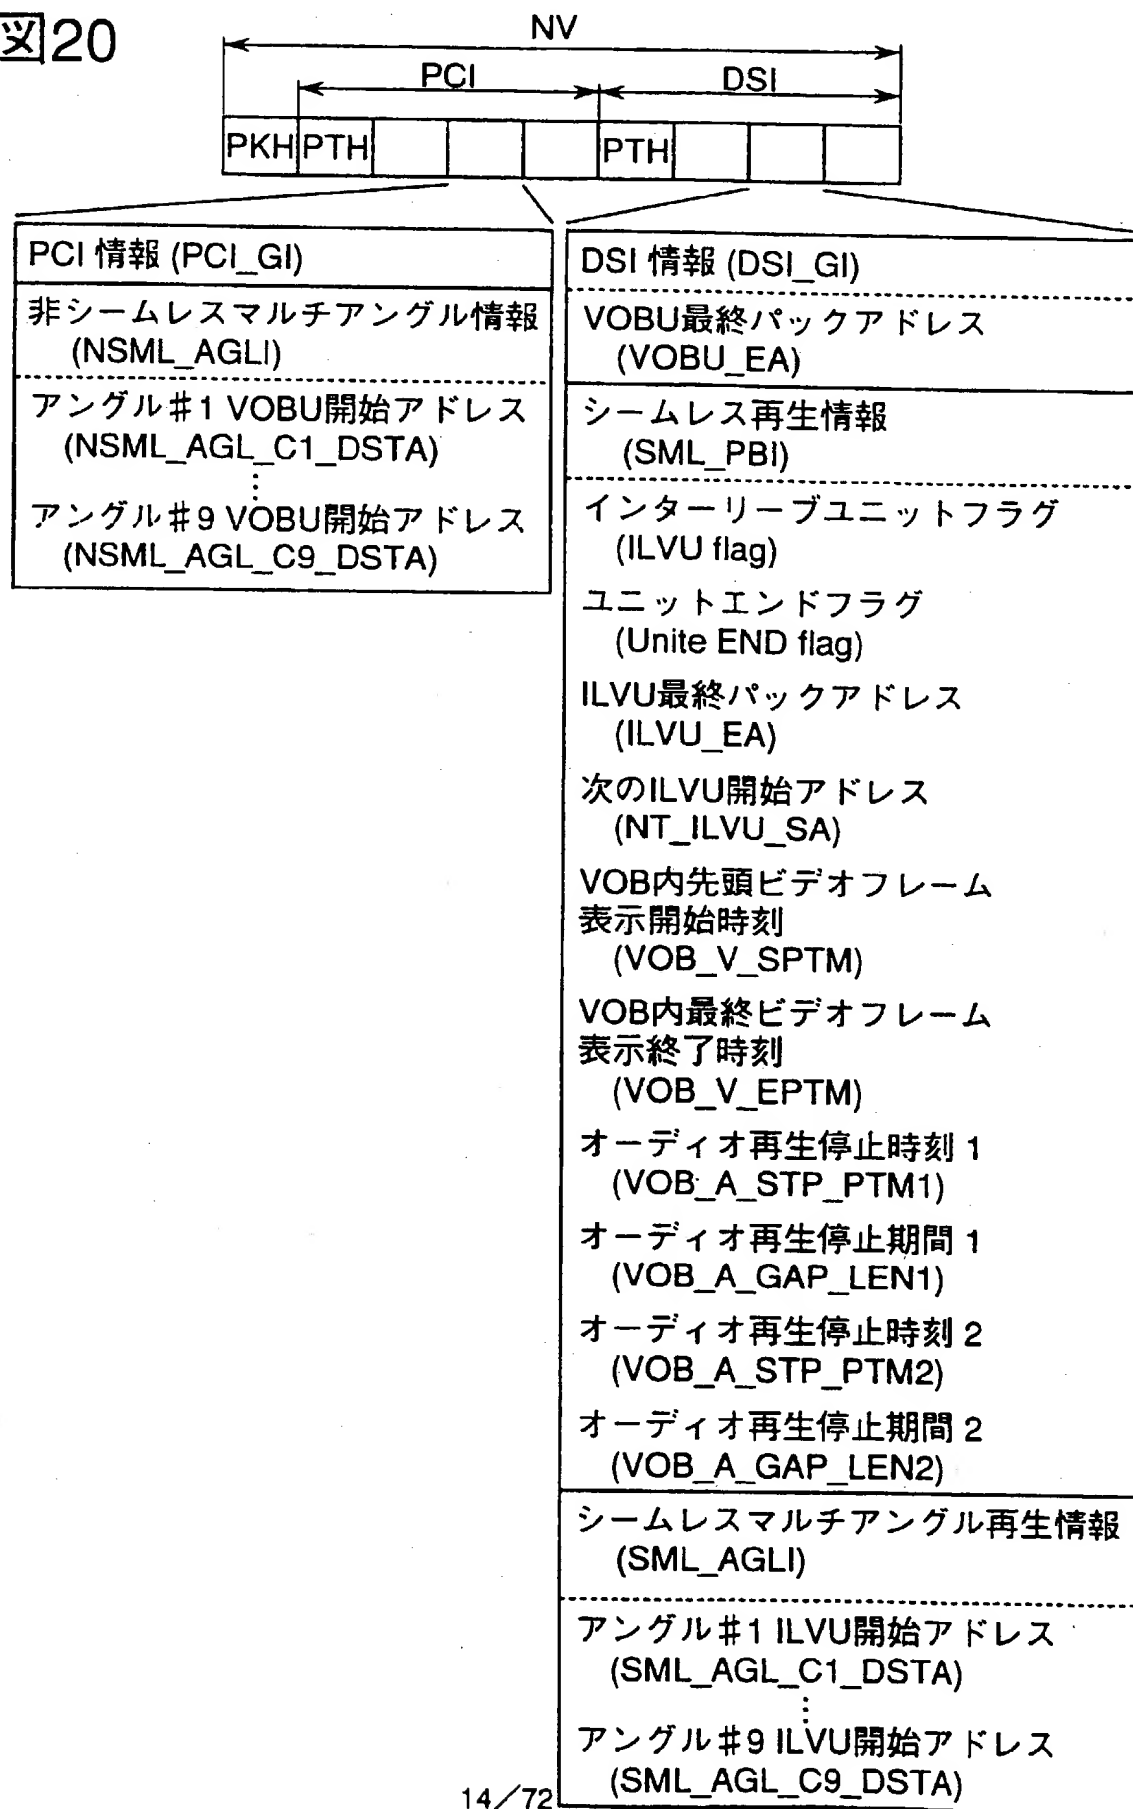 図20
NV
PCI
DSI
PKH PTH PTH
PCI 情報 (PCI_GI)
非シームレスマルチアングル情報
(NSML_AGLI)
アングル#1 VOBU開始アドレス
(NSML_AGL_C1_DSTA)
⋮
アングル#9 VOBU開始アドレス
(NSML_AGL_C9_DSTA)
DSI 情報 (DSI_GI)
VOBU最終パックアドレス
(VOBU_EA)
シームレス再生情報
(SML_PBI)
インターリーブユニットフラグ
(ILVU flag)
ユニットエンドフラグ
(Unite END flag)
ILVU最終パックアドレス
(ILVU_EA)
次のILVU開始アドレス
(NT_ILVU_SA)
VOB内先頭ビデオフレーム
表示開始時刻
(VOB_V_SPTM)
VOB内最終ビデオフレーム
表示終了時刻
(VOB_V_EPTM)
オーディオ再生停止時刻 1
(VOB_A_STP_PTM1)
オーディオ再生停止期間 1
(VOB_A_GAP_LEN1)
オーディオ再生停止時刻 2
(VOB_A_STP_PTM2)
オーディオ再生停止期間 2
(VOB_A_GAP_LEN2)
シームレスマルチアングル再生情報
(SML_AGLI)
アングル#1 ILVU開始アドレス
(SML_AGL_C1_DSTA)
⋮
アングル#9 ILVU開始アドレス
(SML_AGL_C9_DSTA)
14/72